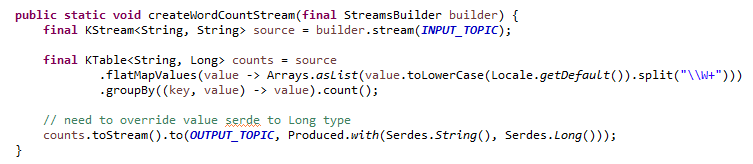 public static void createWordCountStream(final StreamsBuilder builder) {
    final KStream<String, String> source = builder.stream(INPUT_TOPIC);

    final KTable<String, Long> counts = source
            .flatMapValues(value -> Arrays.asList(value.toLowerCase(Locale.getDefault()).split("\\W+")))
            .groupBy((key, value) -> value).count();

    // need to override value serde to Long type
    counts.toStream().to(OUTPUT_TOPIC, Produced.with(Serdes.String(), Serdes.Long()));
}